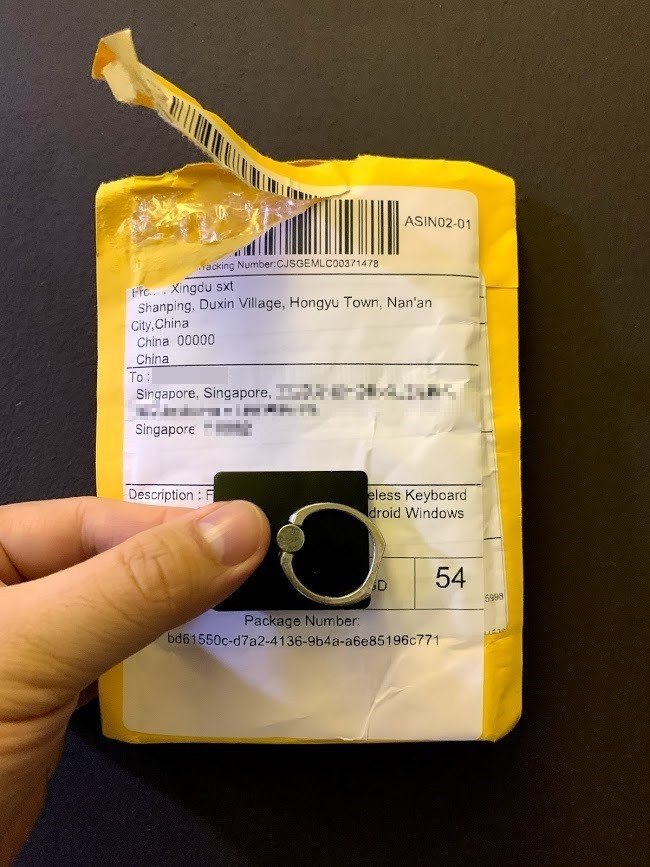 ASIN02-01
Tracking Number:CJSGEMLC00371478
Xingdu sxt
Shanping, Duxin Village, Hongyu Town, Nan'an
City,China
China 00000
China
To :
Singapore, Singapore,
Singapore
Description : F eless Keyboard
droid Windows
54
5998
Package Number:
bd61550c-d7a2-4136-9b4a-a6e85196c771